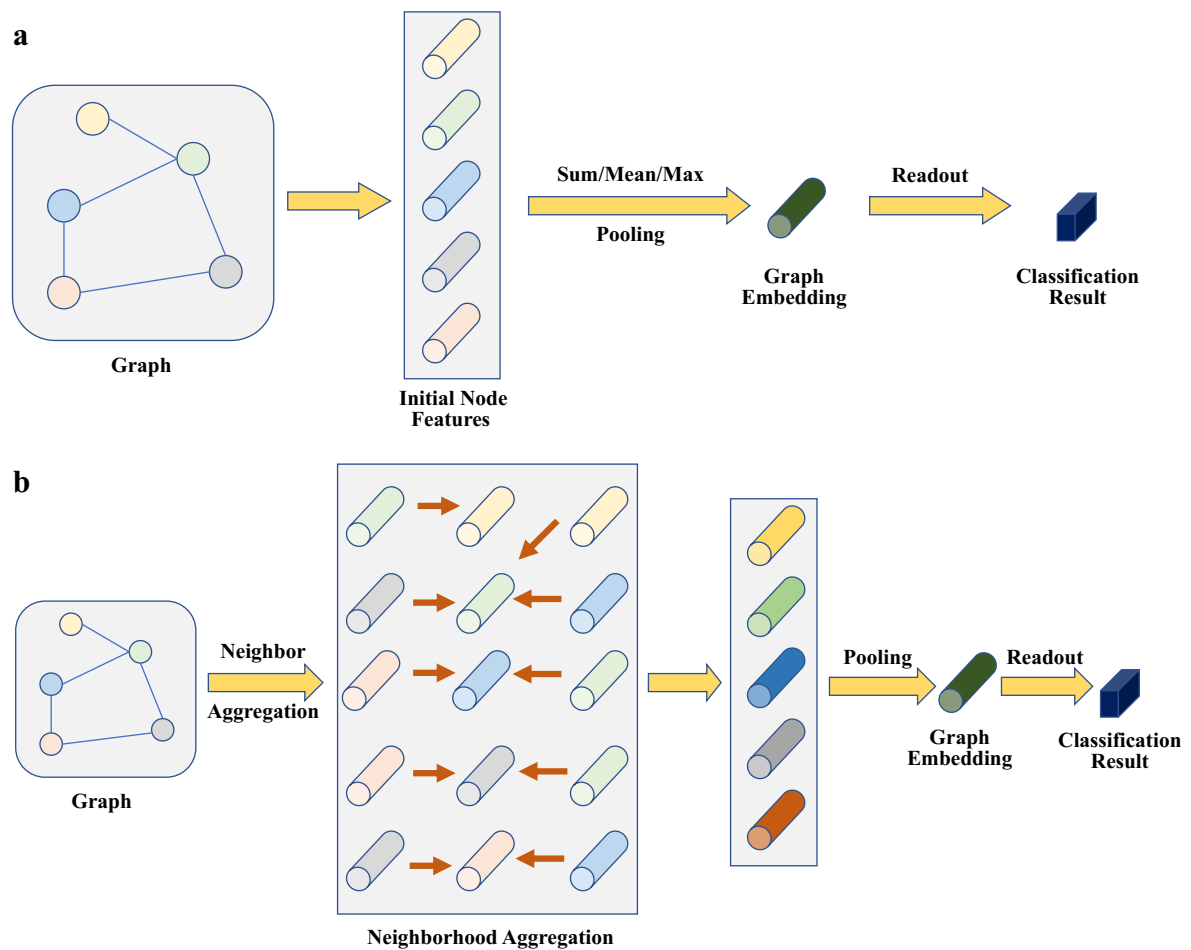 a
Graph
Initial Node
Features
Sum/Mean/Max
Pooling
Graph
Embedding
Readout
Classification
Result
b
Graph
Neighbor
Aggregation
Neighborhood Aggregation
Pooling
Graph
Embedding
Readout
Classification
Result